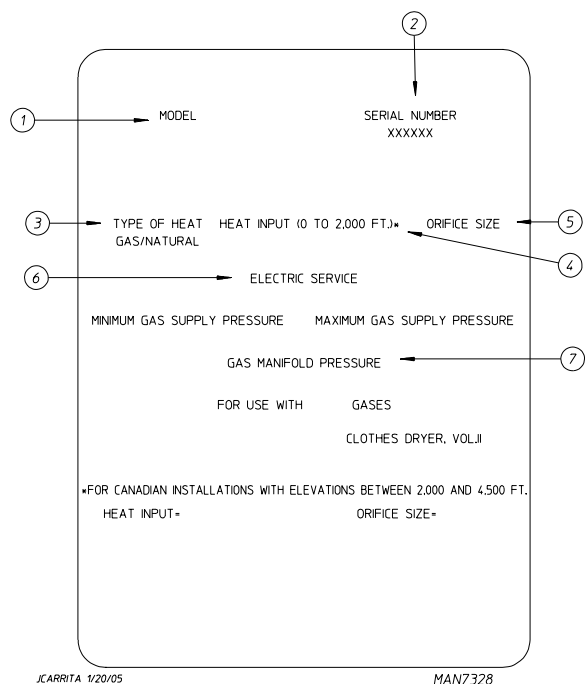 2
1
MODEL
SERIAL NUMBER
XXXXXX
3
TYPE OF HEAT
GAS/NATURAL
HEAT INPUT (0 TO 2,000 FT.)*
ORIFICE SIZE
5
4
6
ELECTRIC SERVICE
MINIMUM GAS SUPPLY PRESSURE
MAXIMUM GAS SUPPLY PRESSURE
GAS MANIFOLD PRESSURE
7
FOR USE WITH GASES
CLOTHES DRYER, VOL.II
*FOR CANADIAN INSTALLATIONS WITH ELEVATIONS BETWEEN 2,000 AND 4,500 FT.
HEAT INPUT=
ORIFICE SIZE=
JCARRITA 1/20/05
MAN7328